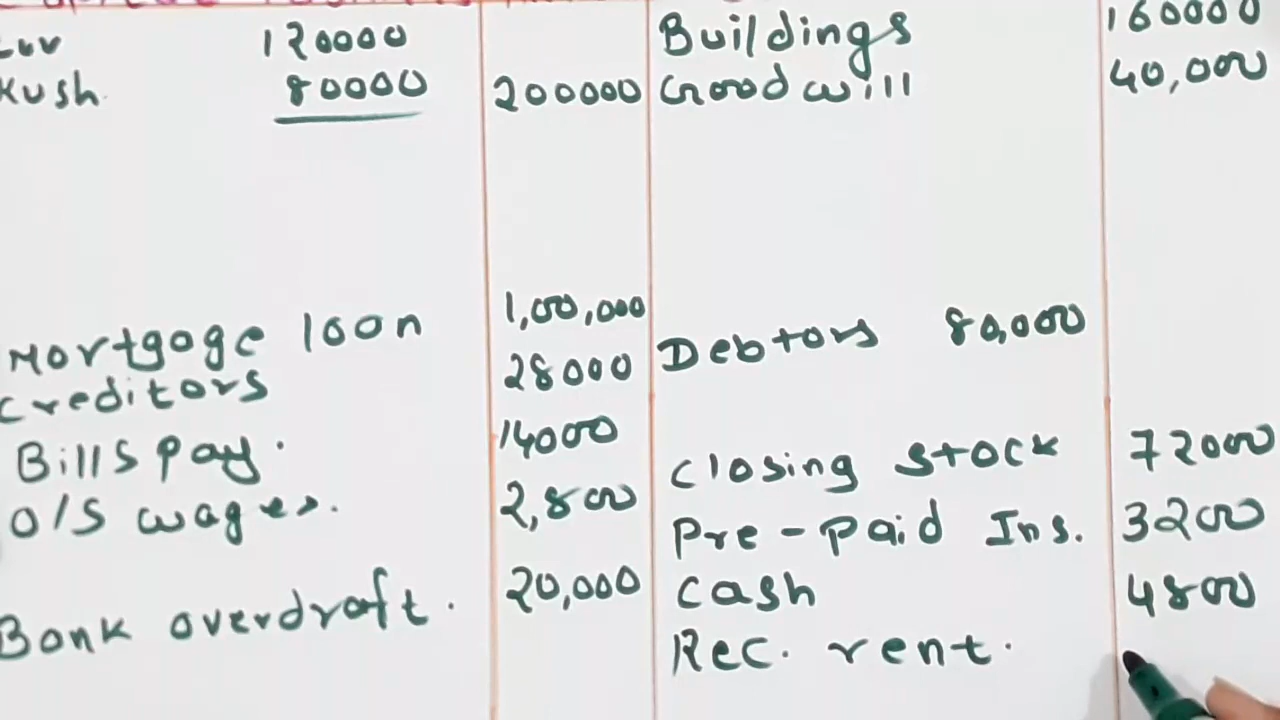 Luv 120000 Buildings 160000
Kush. 80000 200000 Goodwill 40,000
Mortgage loan 1,00,000 Debtors 80,000
creditors 28000
Bills pay. 14000 closing stock 72000
O/S wages. 2,800 Pre-paid Ins. 3200
Bank overdraft. 20,000 cash 4800
Rec. rent.